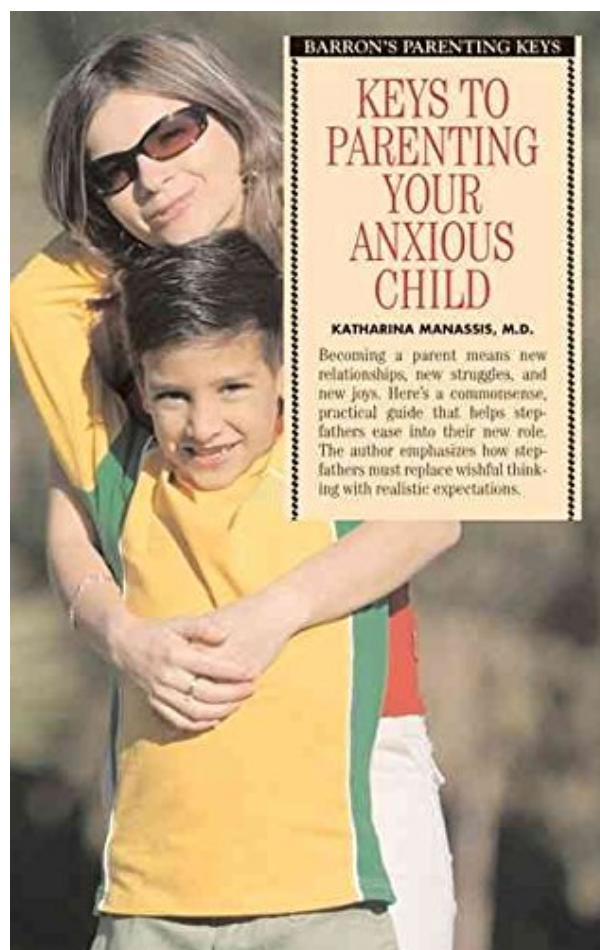 BARRON'S PARENTING KEYS
KEYS TO
PARENTING
YOUR
ANXIOUS
CHILD
KATHARINA MANASSIS, M.D.
Becoming a parent means new
relationships, new struggles, and
new joys. Here's a commonsense,
practical guide that helps step-
fathers ease into their new role.
The author emphasizes how step-
fathers must replace wishful think-
ing with realistic expectations.